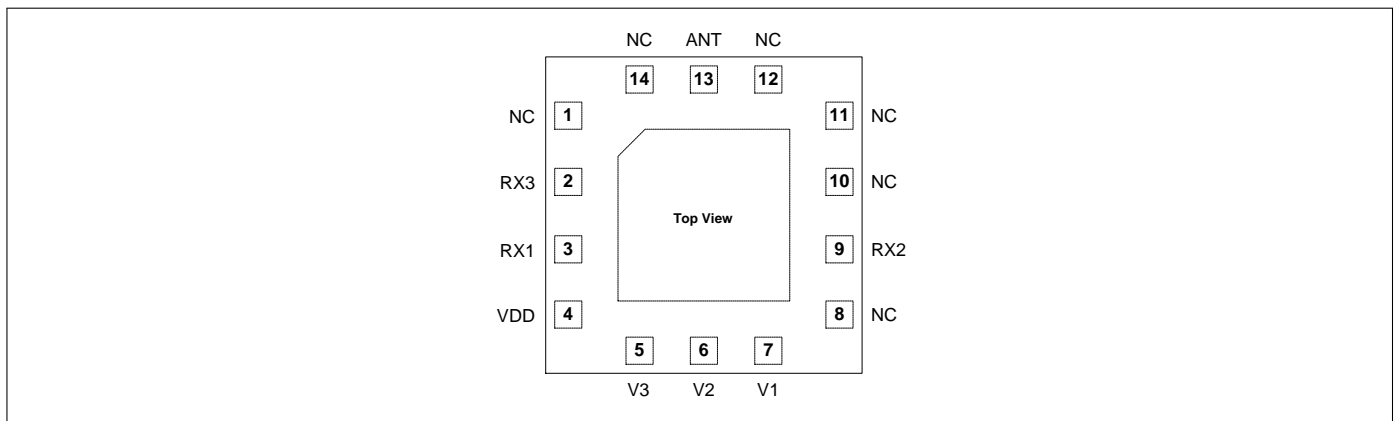 NC ANT NC
14 13 12
NC 1 11 NC
RX3 2 10 NC
Top View
RX1 3 9 RX2
VDD 4 8 NC
5 6 7
V3 V2 V1